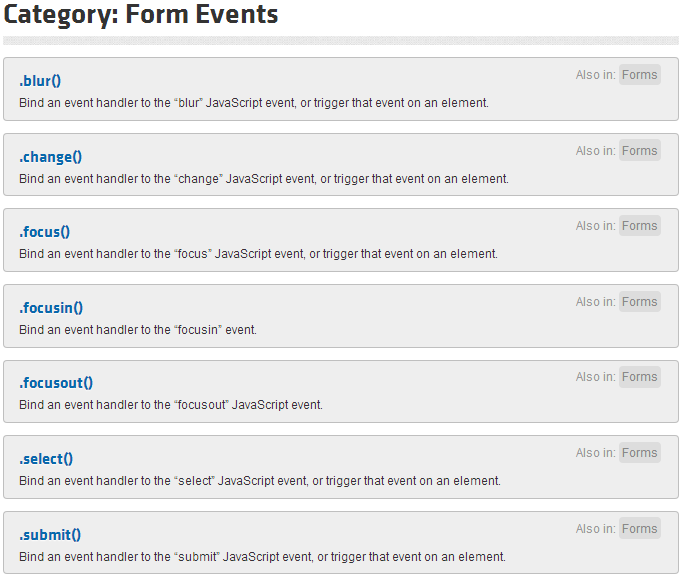 Category: Form Events
.blur()
Also in: Forms
Bind an event handler to the “blur” JavaScript event, or trigger that event on an element.
.change()
Also in: Forms
Bind an event handler to the “change” JavaScript event, or trigger that event on an element.
.focus()
Also in: Forms
Bind an event handler to the “focus” JavaScript event, or trigger that event on an element.
.focusin()
Also in: Forms
Bind an event handler to the “focusin” event.
.focusout()
Also in: Forms
Bind an event handler to the “focusout” JavaScript event.
.select()
Also in: Forms
Bind an event handler to the “select” JavaScript event, or trigger that event on an element.
.submit()
Also in: Forms
Bind an event handler to the “submit” JavaScript event, or trigger that event on an element.